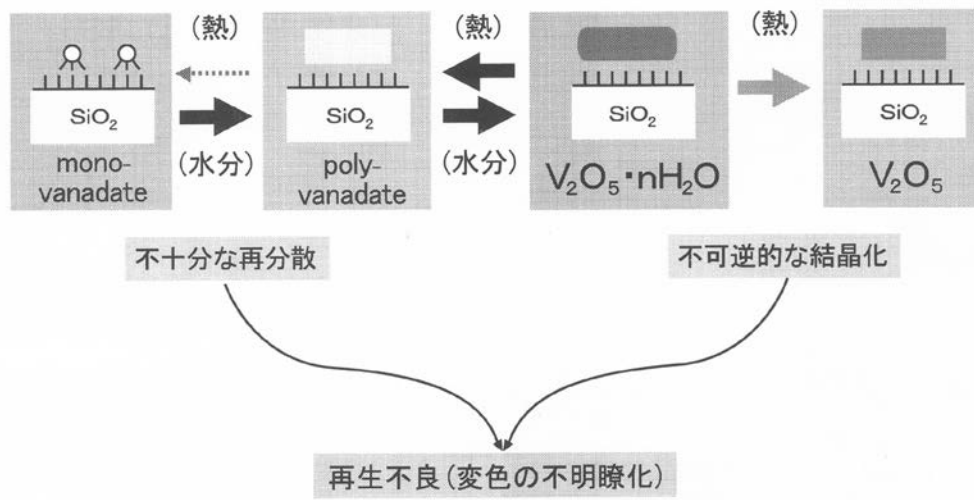 (熱)
(熱)
SiO₂
SiO₂
SiO₂
SiO₂
mono-
vanadate
(水分)
poly-
vanadate
(水分)
V₂O₅・nH₂O
V₂O₅
不十分な再分散
不可逆的な結晶化
再生不良(変色の不明瞭化)